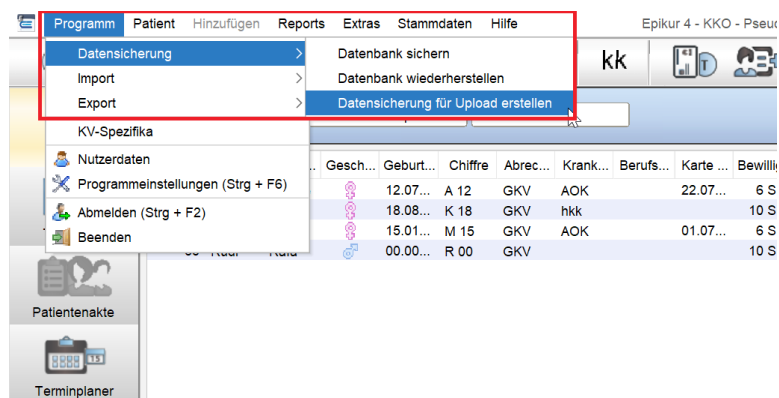 Programm Patient Hinzufügen Reports Extras Stammdaten Hilfe Epikur 4 - KKO - Pseud
Datensicherung Datenbank sichern
kk T
Import Datenbank wiederherstellen
Export Datensicherung für Upload erstellen
KV-Spezifika
Nutzerdaten
Gesch... Geburt... Chiffre Abrec... Krank... Berufs... Karte ... Bewillig
Programmeinstellungen (Strg + F6) 12.07... A 12 GKV AOK 22.07... 6 S
Abmelden (Strg + F2) 18.08... K 18 GKV hkk 10 S
15.01... M 15 GKV AOK 01.07... 6 S
Beenden
00.00... R 00 GKV 10 S
Patientenakte
15
Terminplaner